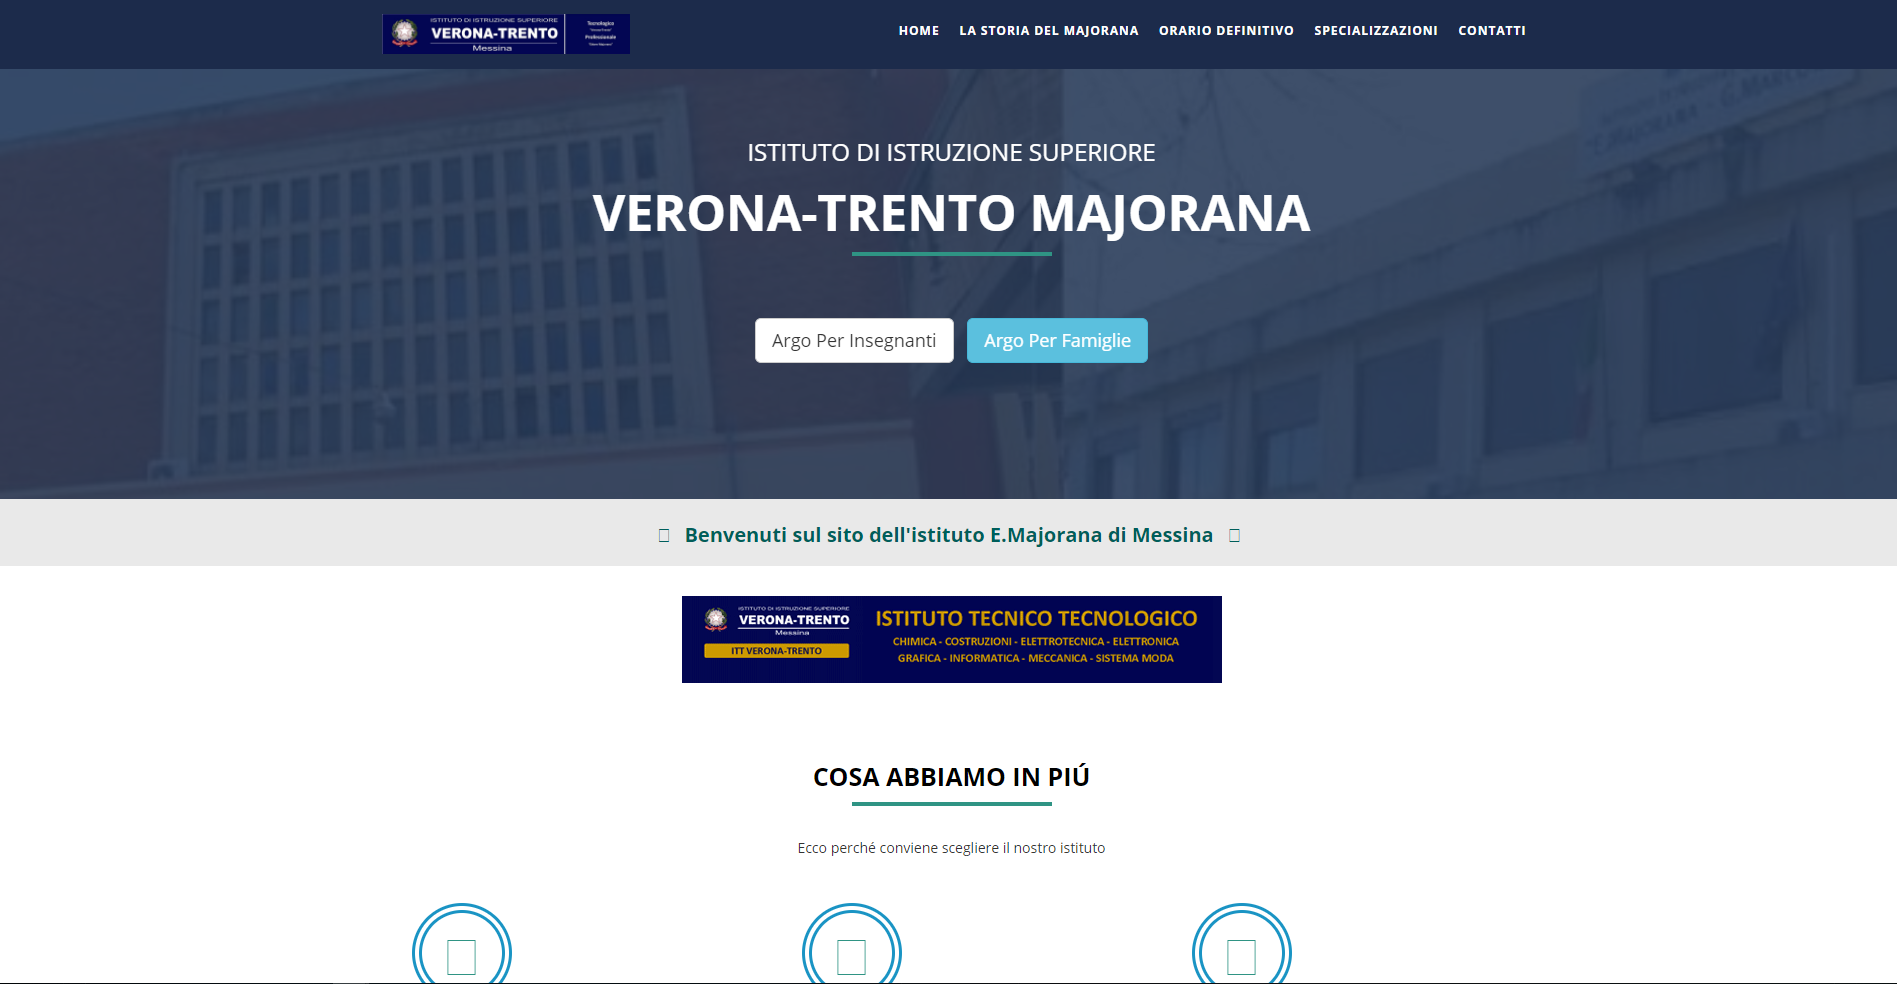 ISTITUTO DI ISTRUZIONE SUPERIORE
VERONA-TRENTO
Messina
Tecnologico
Professionale
HOME LA STORIA DEL MAJORANA ORARIO DEFINITIVO SPECIALIZZAZIONI CONTATTI
ISTITUTO DI ISTRUZIONE SUPERIORE
VERONA-TRENTO MAJORANA
Argo Per Insegnanti Argo Per Famiglie
Benvenuti sul sito dell'istituto E.Majorana di Messina
ISTITUTO DI ISTRUZIONE SUPERIORE
VERONA-TRENTO
Messina
ITT VERONA-TRENTO
ISTITUTO TECNICO TECNOLOGICO
CHIMICA - COSTRUZIONI - ELETTROTECNICA - ELETTRONICA
GRAFICA - INFORMATICA - MECCANICA - SISTEMA MODA
COSA ABBIAMO IN PIÚ
Ecco perché conviene scegliere il nostro istituto